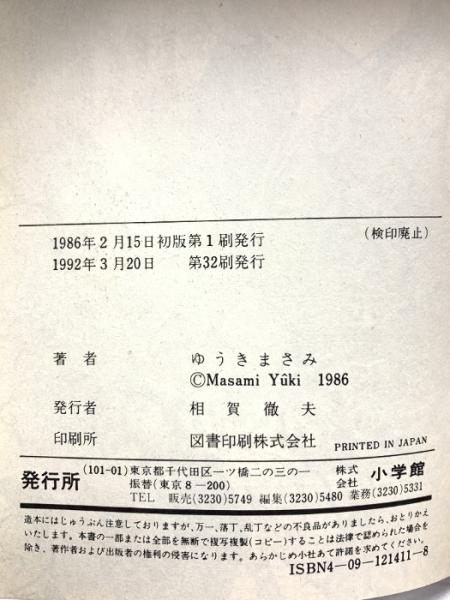 1986年2月15日初版第1刷発行
(検印廃止)
1992年3月20日 第32刷発行
著者 ゆうきまさみ
©Masami Yûki 1986
発行者 相賀徹夫
印刷所 図書印刷株式会社 PRINTED IN JAPAN
発行所 (101-01)東京都千代田区一ツ橋二の三の一 株式会社 小学館
振替(東京8-200)
TEL 販売(3230)5749 編集(3230)5480 業務(3230)5331
造本にはじゅうぶん注意しておりますが、万一、落丁、乱丁などの不良品がありましたら、おとりかえ
いたします。本書の一部または全部を無断で複写複製(コピー)することは法律で認められた場合を
除き、著作者および出版者の権利の侵害になります。あらかじめ小社あて許諾を求めてください。
ISBN4-09-121411-8